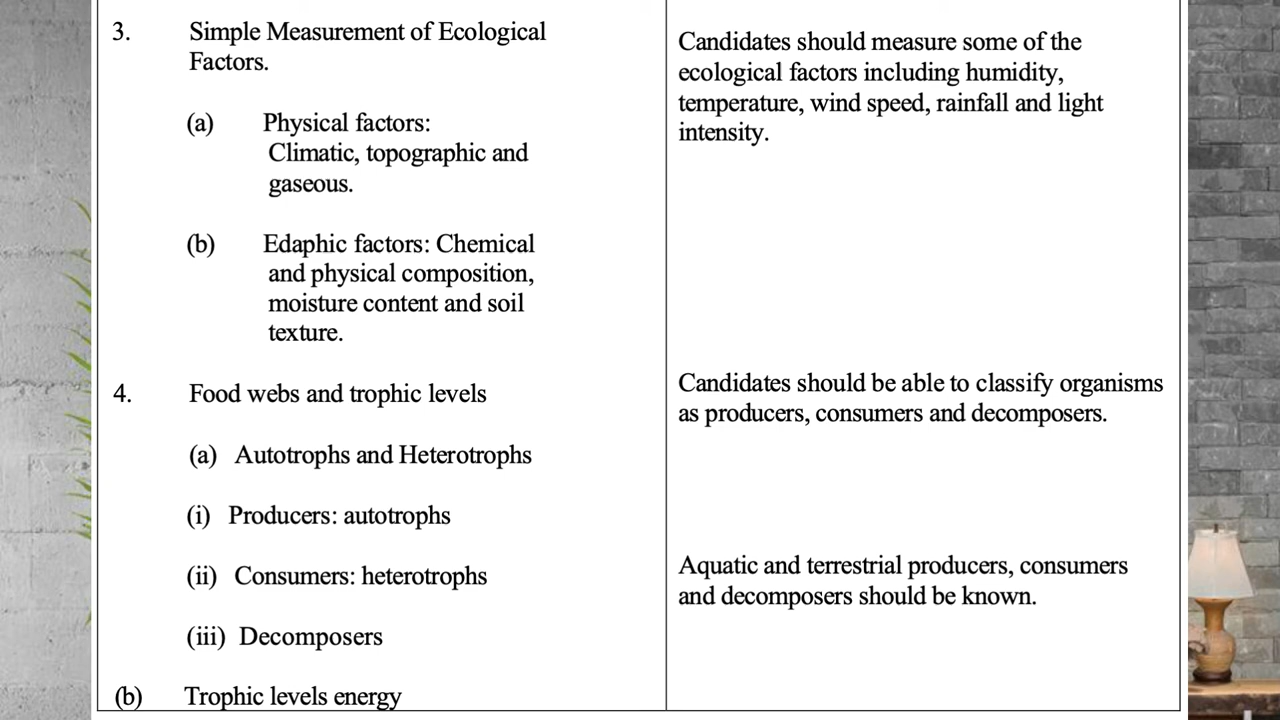 3. Simple Measurement of Ecological
Factors.
(a) Physical factors:
Climatic, topographic and
gaseous.
(b) Edaphic factors: Chemical
and physical composition,
moisture content and soil
texture.
Candidates should measure some of the
ecological factors including humidity,
temperature, wind speed, rainfall and light
intensity.
4. Food webs and trophic levels
(a) Autotrophs and Heterotrophs
(i) Producers: autotrophs
(ii) Consumers: heterotrophs
(iii) Decomposers
(b) Trophic levels energy
Candidates should be able to classify organisms
as producers, consumers and decomposers.
Aquatic and terrestrial producers, consumers
and decomposers should be known.